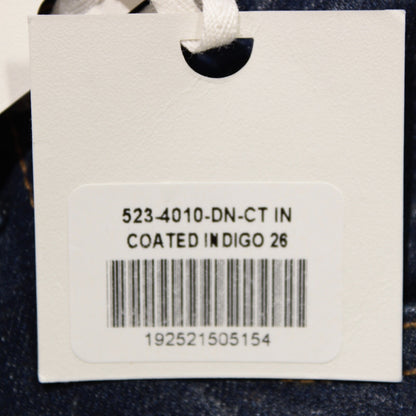 523-4010-DN-CT IN
COATED INDIGO 26
192521505154